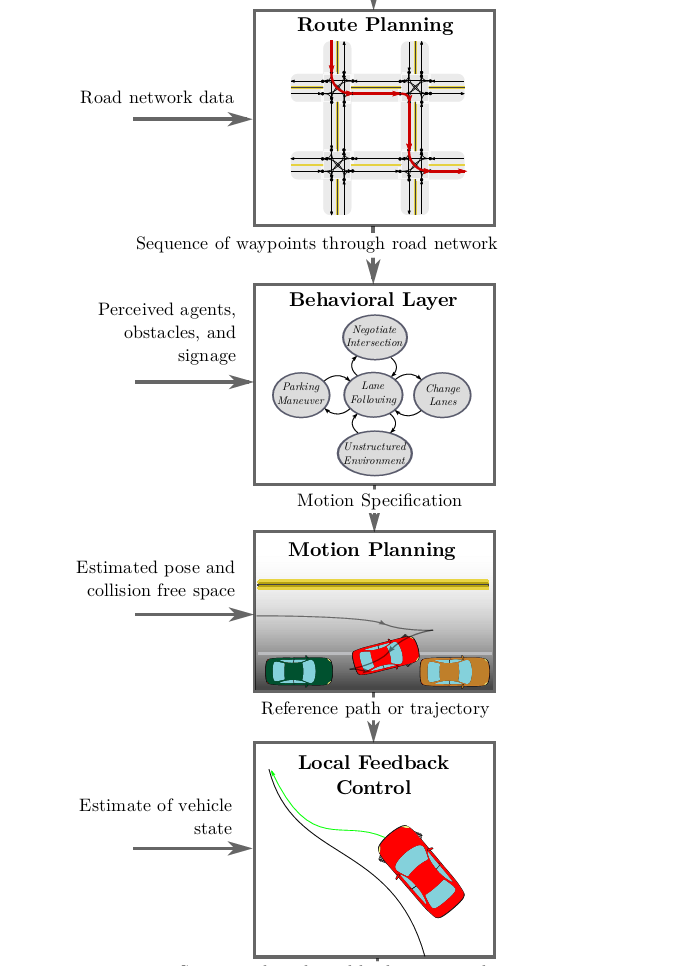 Route Planning
Road network data
Sequence of waypoints through road network
Behavioral Layer
Perceived agents,
obstacles, and
signage
Negotiate
Intersection
Parking
Maneuver
Lane
Following
Change
Lanes
Unstructured
Environment
Motion Specification
Motion Planning
Estimated pose and
collision free space
Reference path or trajectory
Local Feedback
Control
Estimate of vehicle
state